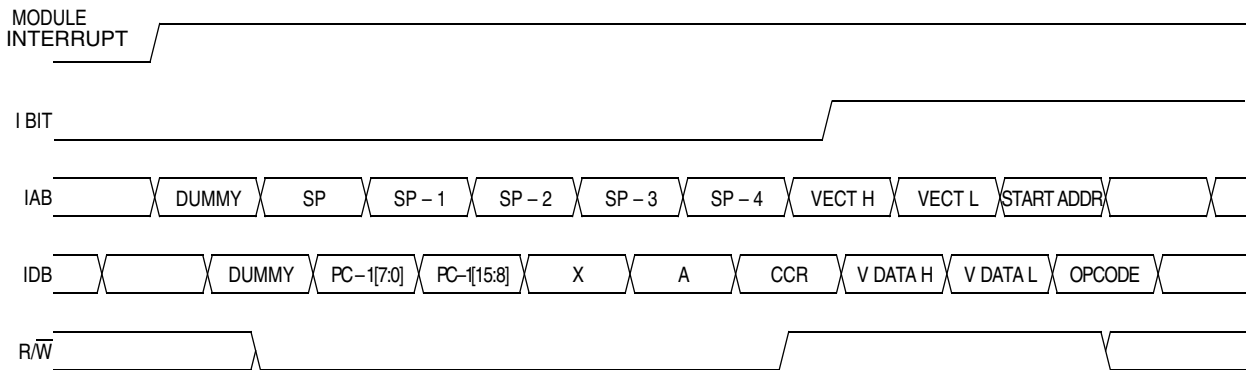 MODULE
INTERRUPT
I BIT
IAB DUMMY SP SP – 1 SP – 2 SP – 3 SP – 4 VECT H VECT L START ADDR
IDB DUMMY PC – 1[7:0] PC–1[15:8] X A CCR V DATA H V DATA L OPCODE
R/W̅